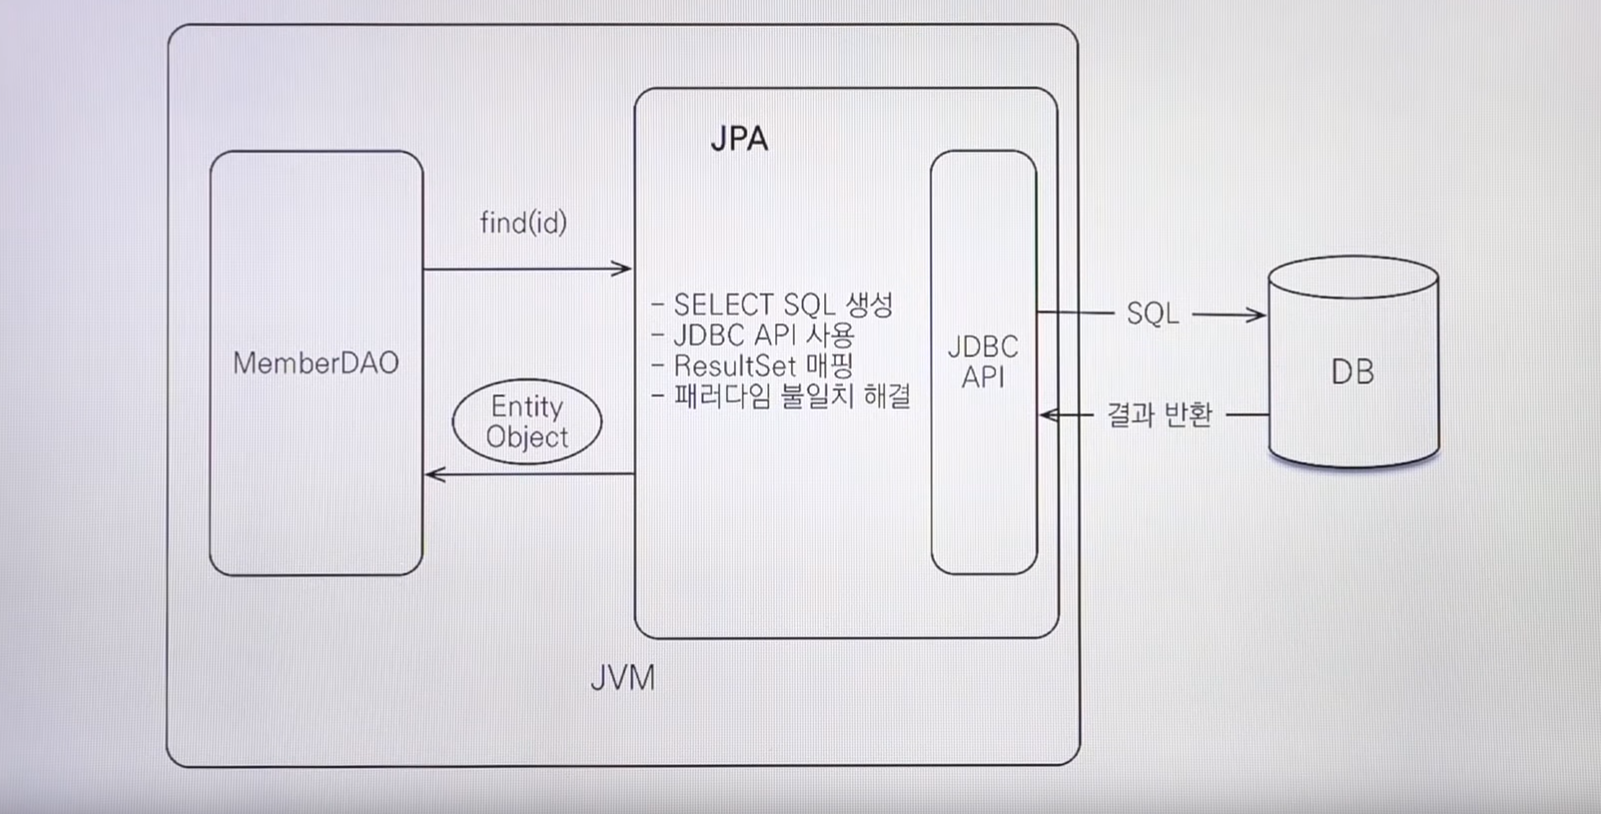 JPA
find(id)
- SELECT SQL 생성
- JDBC API 사용
- ResultSet 매핑
- 패러다임 불일치 해결
MemberDAO
Entity
Object
JDBC
API
SQL
결과 반환
DB
JVM